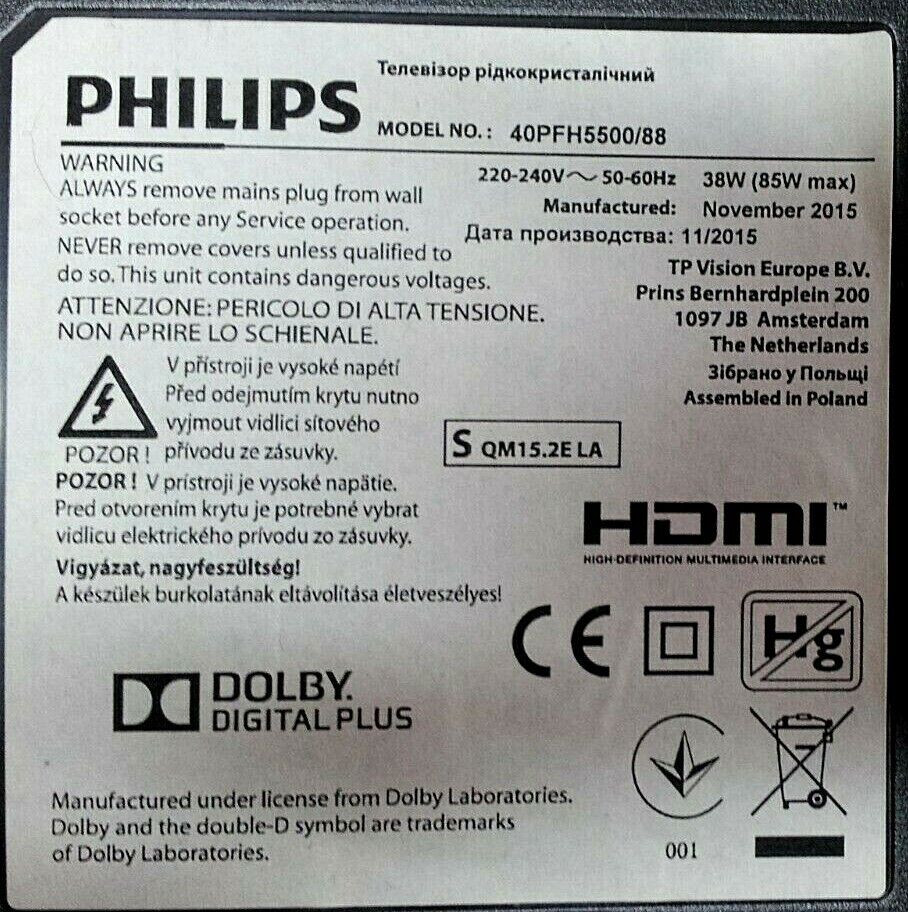 PHILIPS
Телевізор рідкокристалічний
MODEL NO. : 40PFH5500/88
WARNING
ALWAYS remove mains plug from wall
socket before any Service operation.
NEVER remove covers unless qualified to
do so. This unit contains dangerous voltages.
ATTENZIONE: PERICOLO DI ALTA TENSIONE.
NON APRIRE LO SCHIENALE.
220-240V~ 50-60Hz 38W (85W max)
Manufactured: November 2015
Дата производства: 11/2015
TP Vision Europe B.V.
Prins Bernhardplein 200
1097 JB Amsterdam
The Netherlands
Зібрано у Польщі
Assembled in Poland
V přístroji je vysoké napětí
Před odejmutím krytu nutno
vyjmout vidlici síťového
POZOR ! přívodu ze zásuvky.
POZOR ! V prístroji je vysoké napätie.
Pred otvorením krytu je potrebné vybrat
vidlicu elektrického prívodu zo zásuvky.
Vigyázat, nagyfeszültség!
A készülek burkolatának eltávolítása életveszélyes!
S QM15.2E LA
HDMI™
HIGH-DEFINITION MULTIMEDIA INTERFACE
CE
Hg
DOLBY.
DIGITAL PLUS
Manufactured under license from Dolby Laboratories.
Dolby and the double-D symbol are trademarks
of Dolby Laboratories.
001